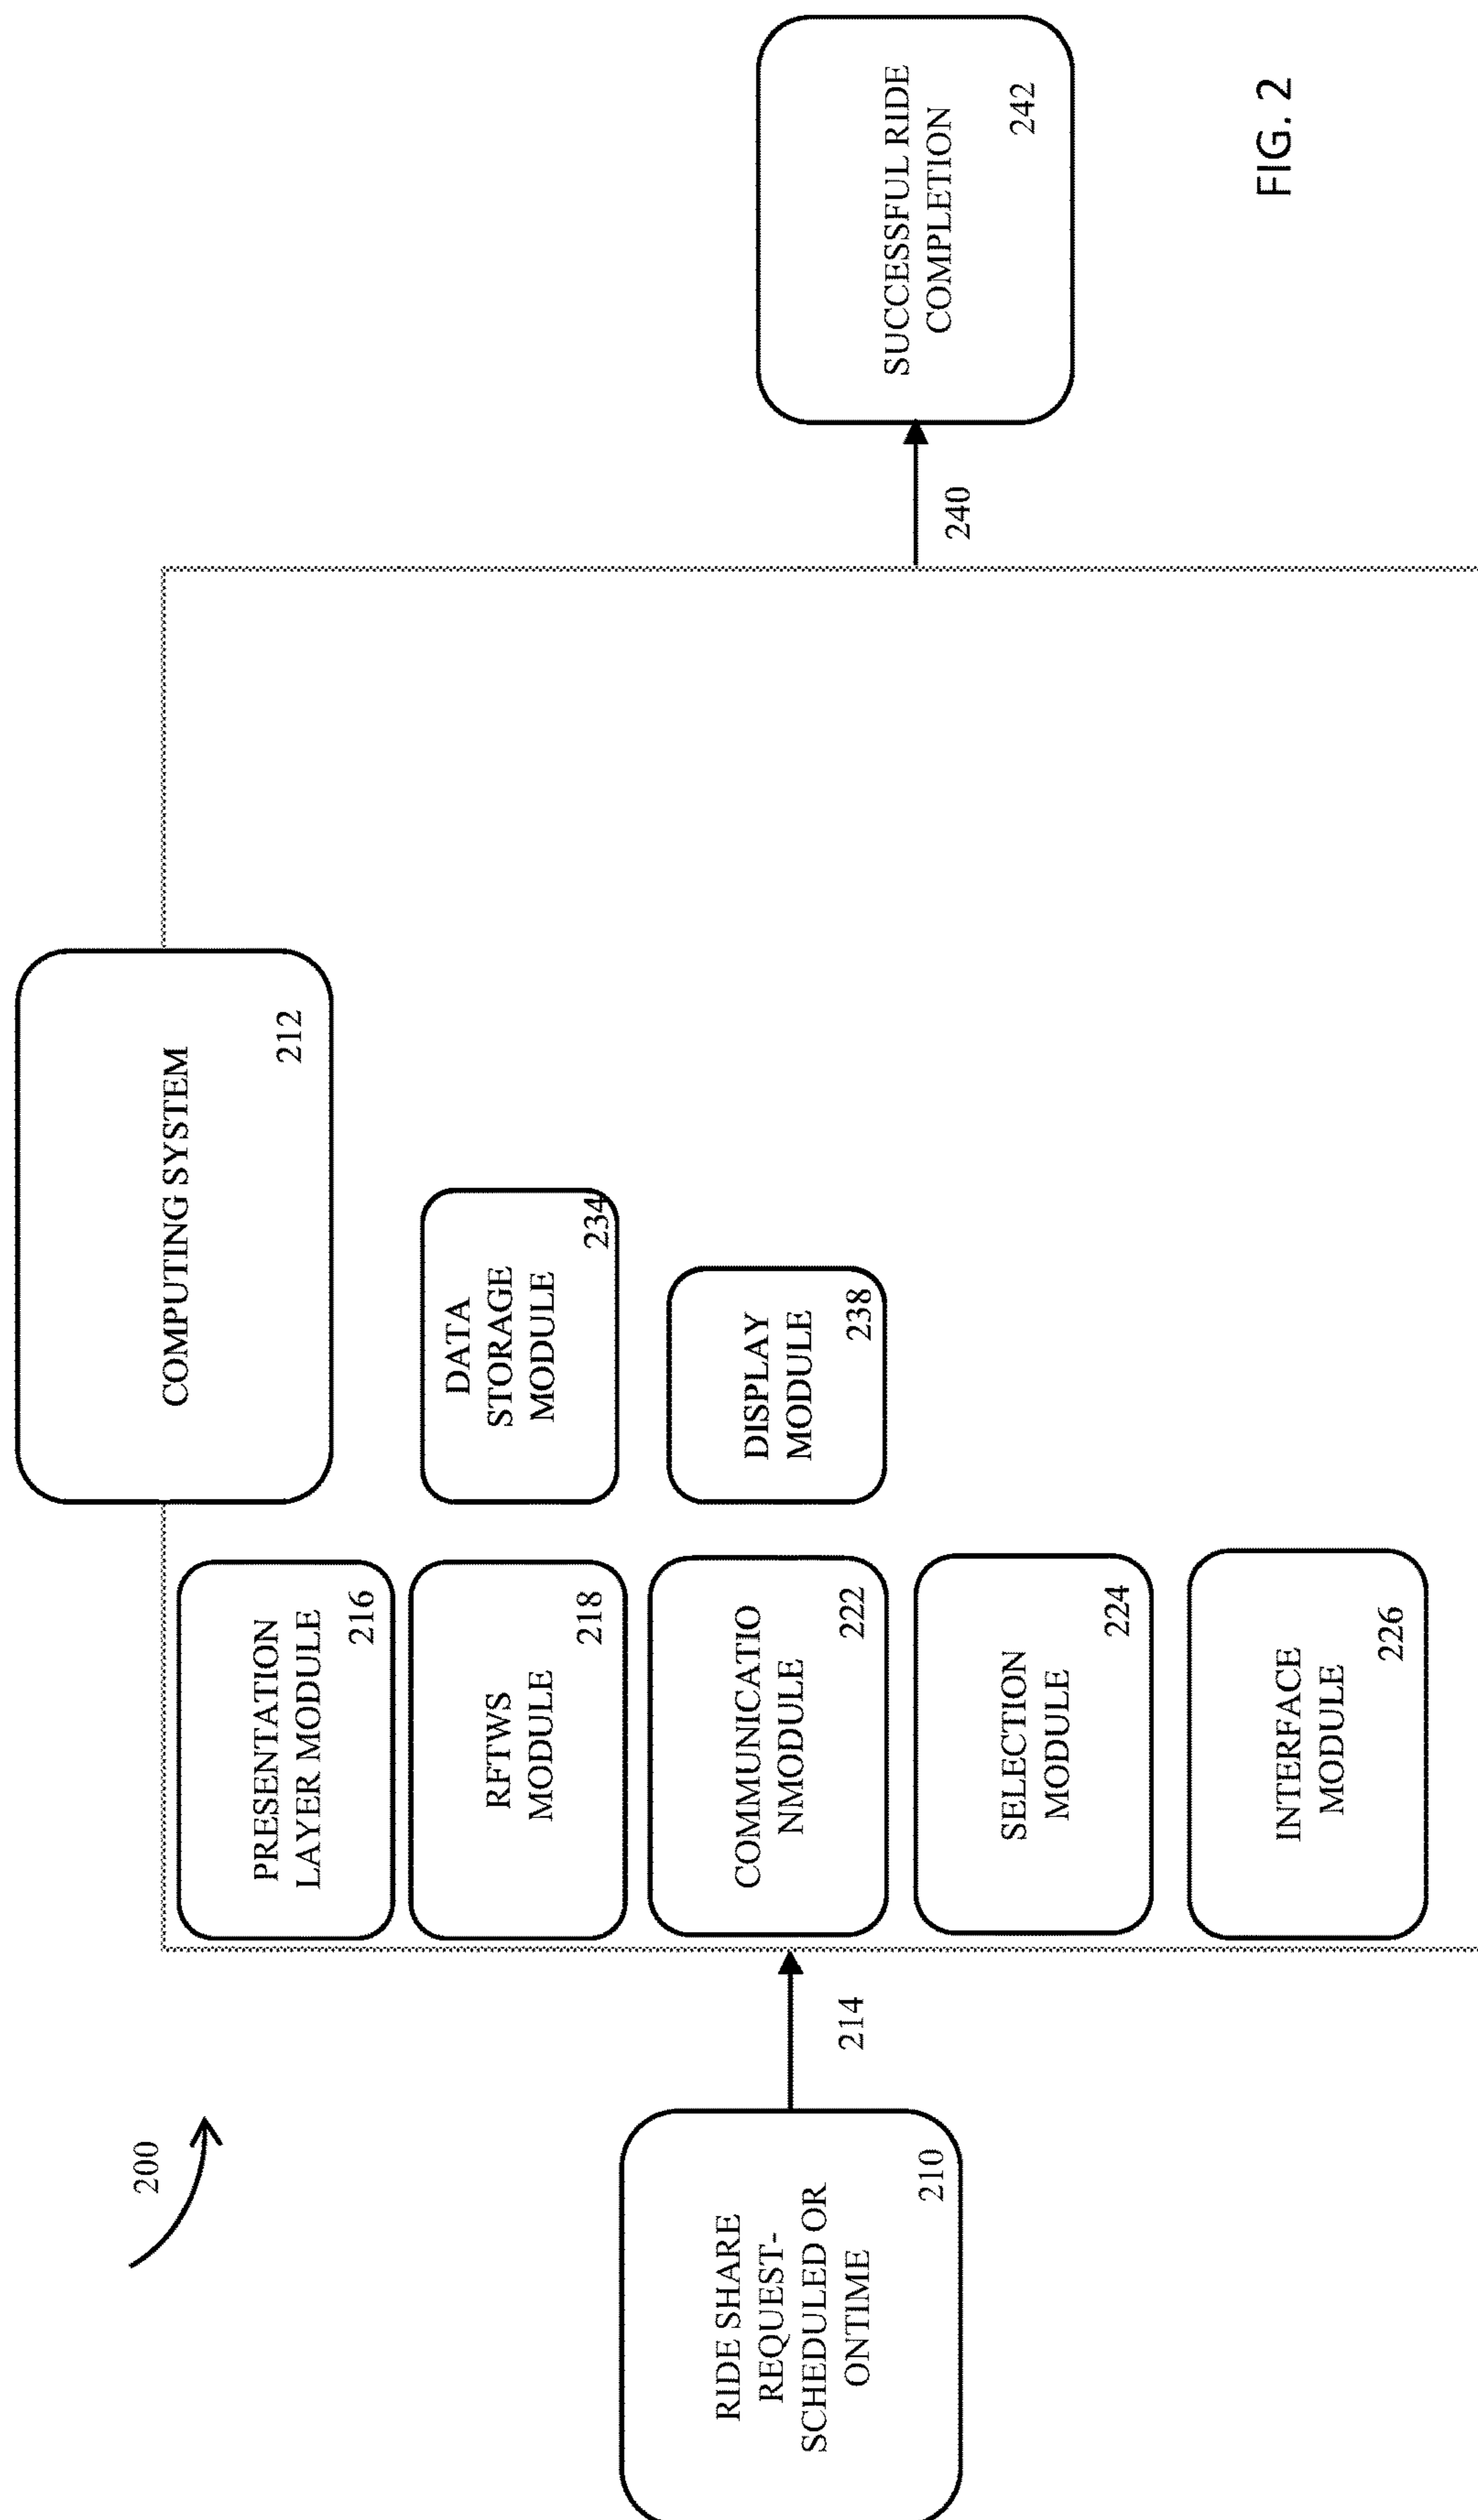 200
COMPUTING SYSTEM
212
PRESENTATION
LAYER MODULE
216
RFTWS
MODULE
218
DATA
STORAGE
MODULE
234
COMMUNICATIO
NMODULE
222
DISPLAY
MODULE
238
SELECTION
MODULE
224
INTERFACE
MODULE
226
RIDE SHARE
REQUEST-
SCHEDULED OR
ONTIME
210
214
240
SUCCESSFUL RIDE
COMPLETION
242
FIG. 2